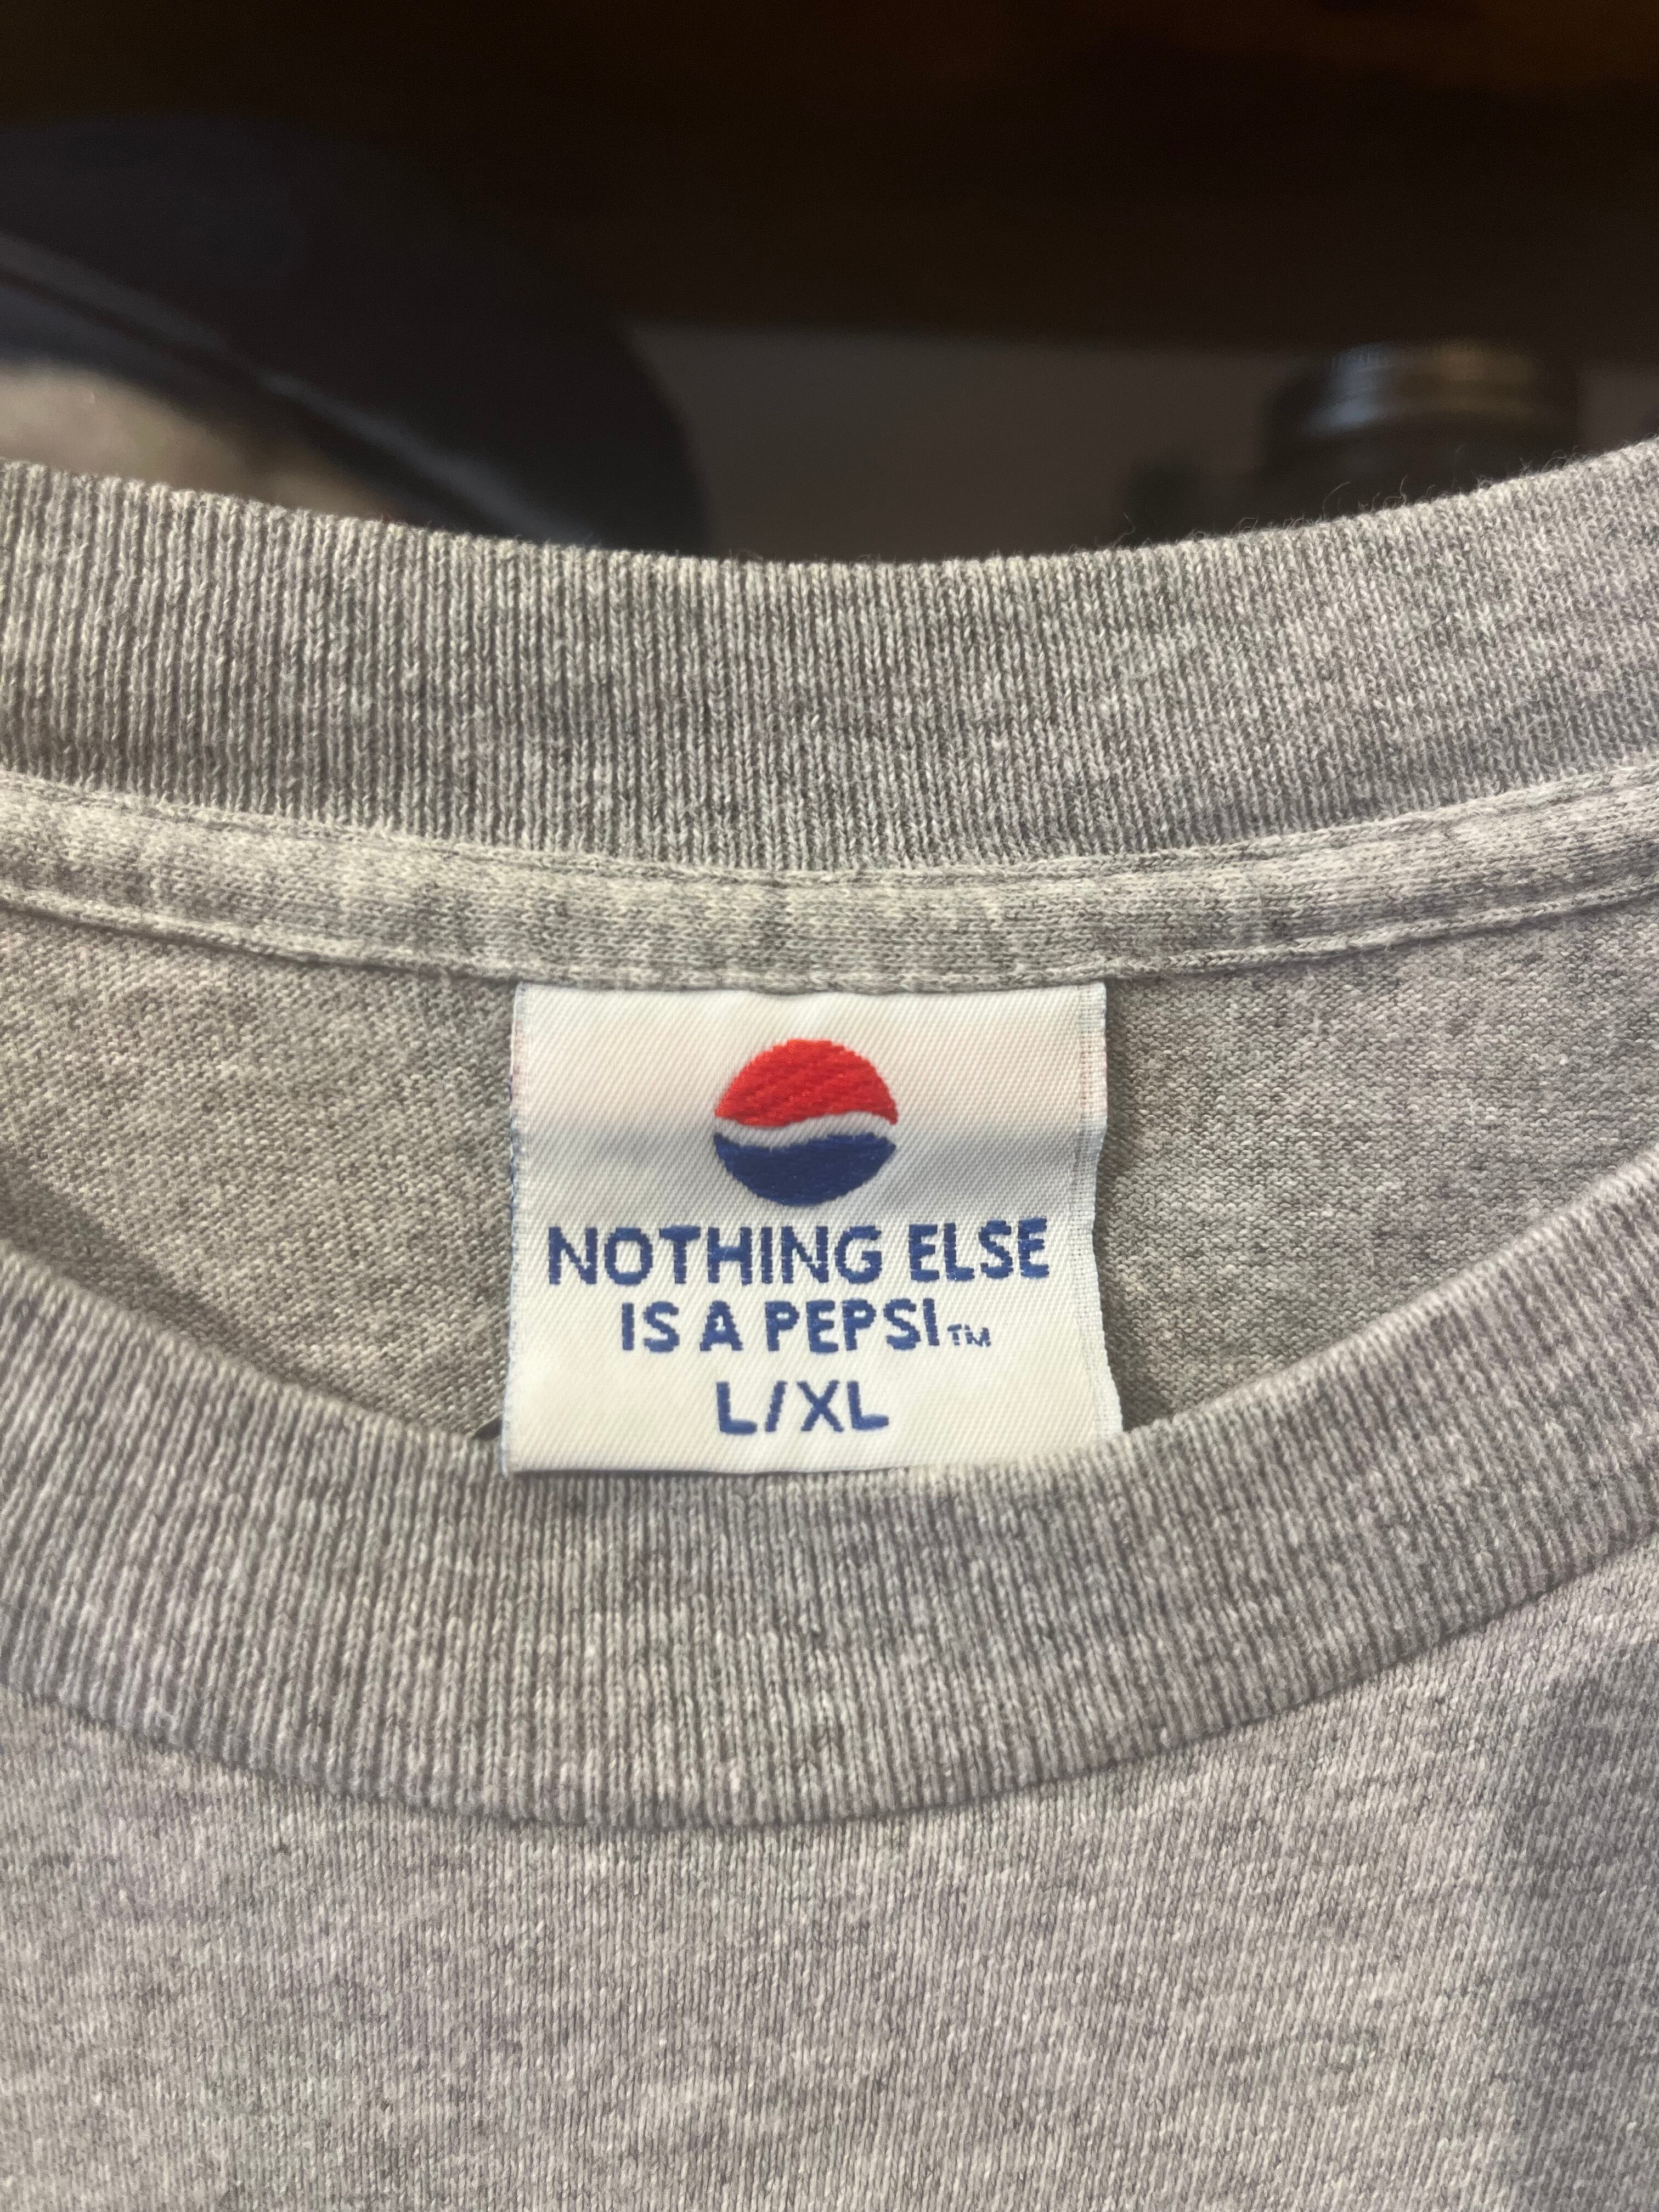 NOTHING ELSE
IS A PEPSI™
L/XL